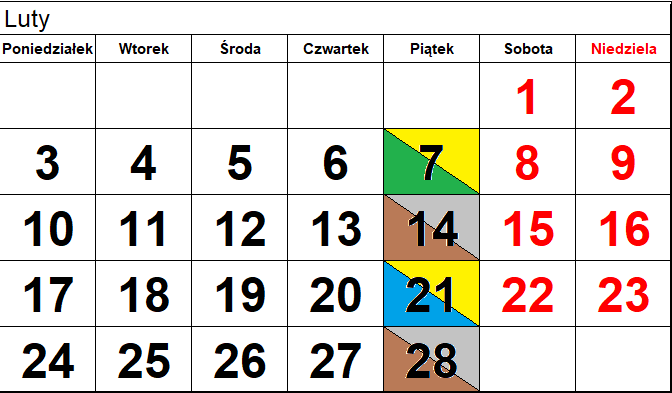 Luty
Poniedziałek Wtorek Środa Czwartek Piątek Sobota Niedziela
1 2
3 4 5 6 7 8 9
10 11 12 13 14 15 16
17 18 19 20 21 22 23
24 25 26 27 28